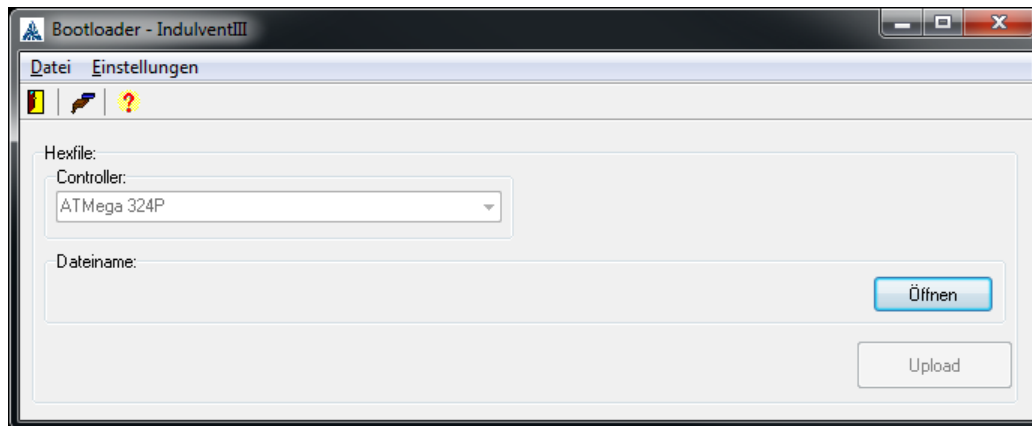 Bootloader - IndulventIII
Datei Einstellungen
?
Hexfile:
Controller:
ATMega 324P
Dateiname:
Öffnen
Upload